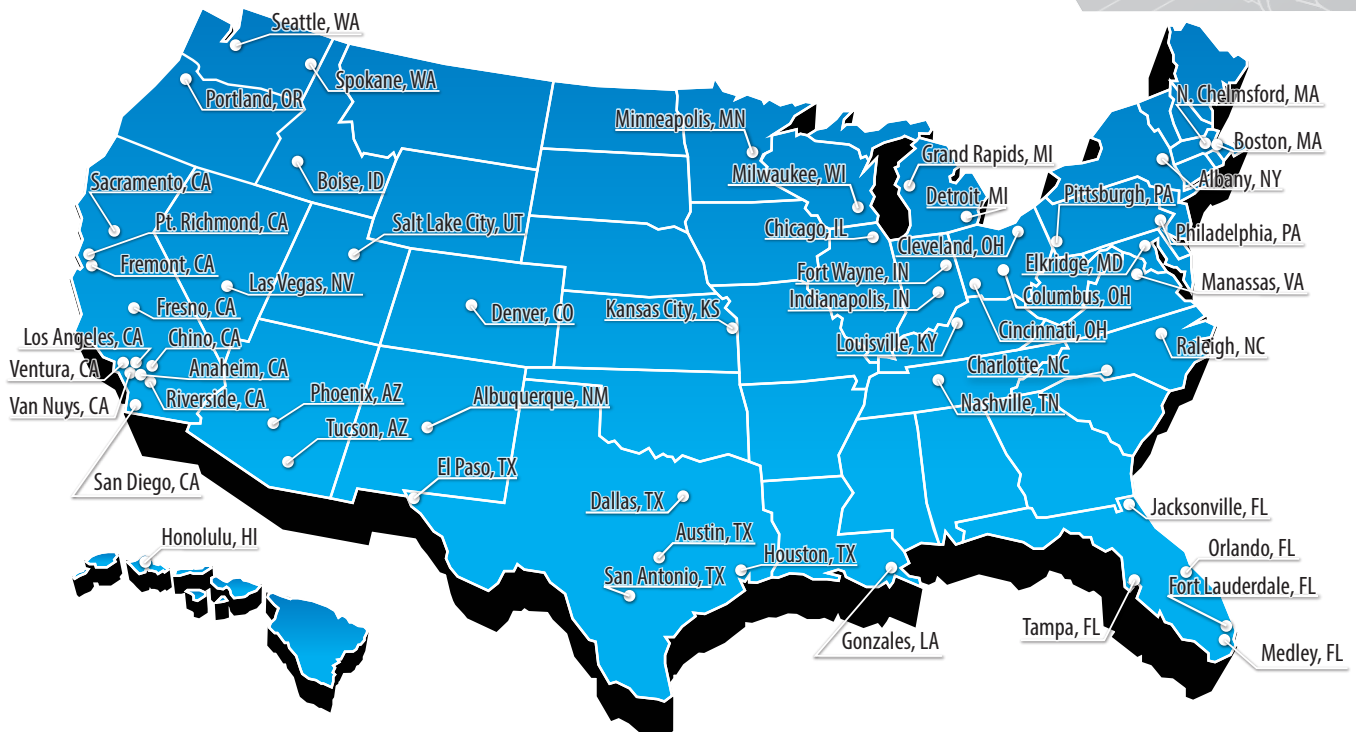 Seattle, WA
Spokane, WA
Portland, OR
N. Chelmsford, MA
Minneapolis, MN
Boston, MA
Grand Rapids, MI
Milwaukee, WI
Boise, ID
Albany, NY
Sacramento, CA
Detroit, MI
Pittsburgh, PA
Pt. Richmond, CA
Salt Lake City, UT
Chicago, IL
Philadelphia, PA
Cleveland, OH
Fremont, CA
Fort Wayne, IN
Elkridge, MD
Las Vegas, NV
Manassas, VA
Indianapolis, IN
Columbus, OH
Fresno, CA
Denver, CO
Kansas City, KS
Cincinnati, OH
Los Angeles, CA
Chino, CA
Louisville, KY
Raleigh, NC
Ventura, CA
Anaheim, CA
Charlotte, NC
Van Nuys, CA
Riverside, CA
Phoenix, AZ
Albuquerque, NM
Nashville, TN
Tucson, AZ
San Diego, CA
El Paso, TX
Dallas, TX
Jacksonville, FL
Honolulu, HI
Austin, TX
Houston, TX
Orlando, FL
San Antonio, TX
Fort Lauderdale, FL
Gonzales, LA
Tampa, FL
Medley, FL